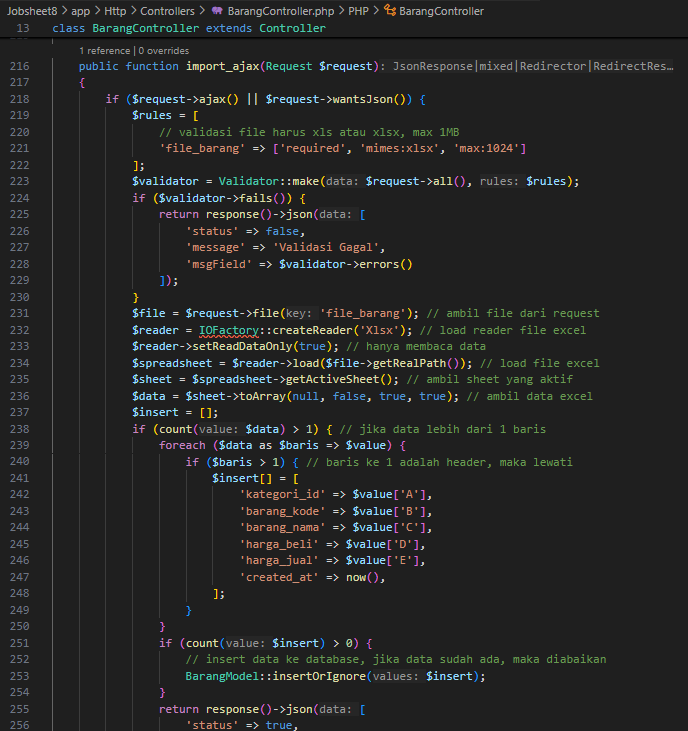 Jobsheet8 > app > Http > Controllers > BarangController.php > PHP > BarangController
13 class BarangController extends Controller
1 reference | 0 overrides
216 public function import_ajax(Request $request): JsonResponse|mixed|Redirector|RedirectRes…
217 {
218 if ($request->ajax() || $request->wantsJson()) {
219 $rules = [
220 // validasi file harus xls atau xlsx, max 1MB
221 'file_barang' => ['required', 'mimes:xlsx', 'max:1024']
222 ];
223 $validator = Validator::make(data: $request->all(), rules: $rules);
224 if ($validator->fails()) {
225 return response()->json(data: [
226 'status' => false,
227 'message' => 'Validasi Gagal',
228 'msgField' => $validator->errors()
229 ]);
230 }
231 $file = $request->file(key: 'file_barang'); // ambil file dari request
232 $reader = IOFactory::createReader('Xlsx'); // load reader file excel
233 $reader->setReadDataOnly(true); // hanya membaca data
234 $spreadsheet = $reader->load($file->getRealPath()); // load file excel
235 $sheet = $spreadsheet->getActiveSheet(); // ambil sheet yang aktif
236 $data = $sheet->toArray(null, false, true, true); // ambil data excel
237 $insert = [];
238 if (count(value: $data) > 1) { // jika data lebih dari 1 baris
239 foreach ($data as $baris => $value) {
240 if ($baris > 1) { // baris ke 1 adalah header, maka lewati
241 $insert[] = [
242 'kategori_id' => $value['A'],
243 'barang_kode' => $value['B'],
244 'barang_nama' => $value['C'],
245 'harga_beli' => $value['D'],
246 'harga_jual' => $value['E'],
247 'created_at' => now(),
248 ];
249 }
250 }
251 if (count(value: $insert) > 0) {
252 // insert data ke database, jika data sudah ada, maka diabaikan
253 BarangModel::insertOrIgnore(values: $insert);
254 }
255 return response()->json(data: [
256 'status' => true,